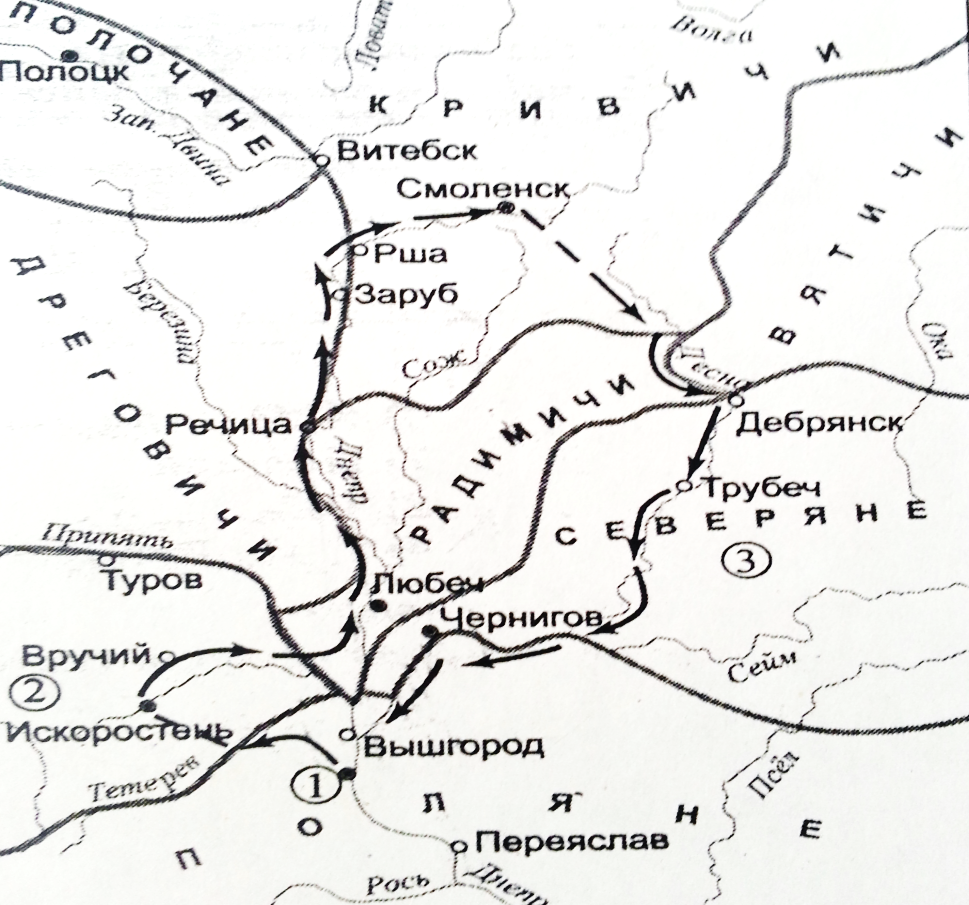 ПОЛОЧАНЕ
Полоцк
Зап. Двина
Ловать
Волга
КРИВИЧИ
Витебск
Смоленск
ВЯТИЧИ
Рша
Заруб
ДРЕГОВИЧИ
Березина
Сож
Десна
Ока
РАДИМИЧИ
Дебрянск
Речица
Днепр
Трубеч
СЕВЕРЯНЕ
3
Припять
Туров
Любеч
Чернигов
Вручий
2
Сейм
Искоростень
Вышгород
Тетерев
1
Псёл
ПОЛЯНЕ
Переяслав
Рось
Днепр